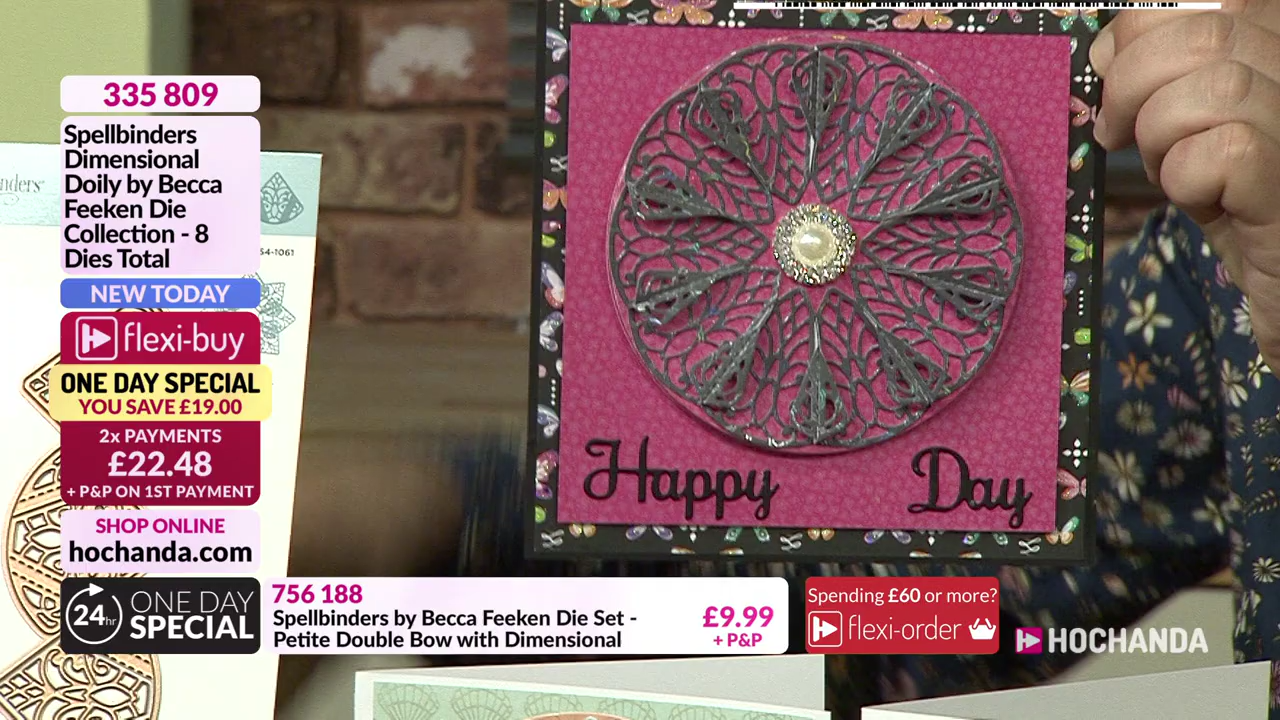 335 809
Spellbinders
Dimensional
Doily by Becca
Feeken Die
Collection - 8
Dies Total
NEW TODAY
flexi-buy
ONE DAY SPECIAL
YOU SAVE £19.00
2x PAYMENTS
£22.48
+ P&P ON 1ST PAYMENT
SHOP ONLINE
hochanda.com
24hr ONE DAY
SPECIAL
756 188
Spellbinders by Becca Feeken Die Set -
Petite Double Bow with Dimensional
£9.99
+ P&P
Spending £60 or more?
flexi-order
HOCHANDA
Happy Day
S4-1061